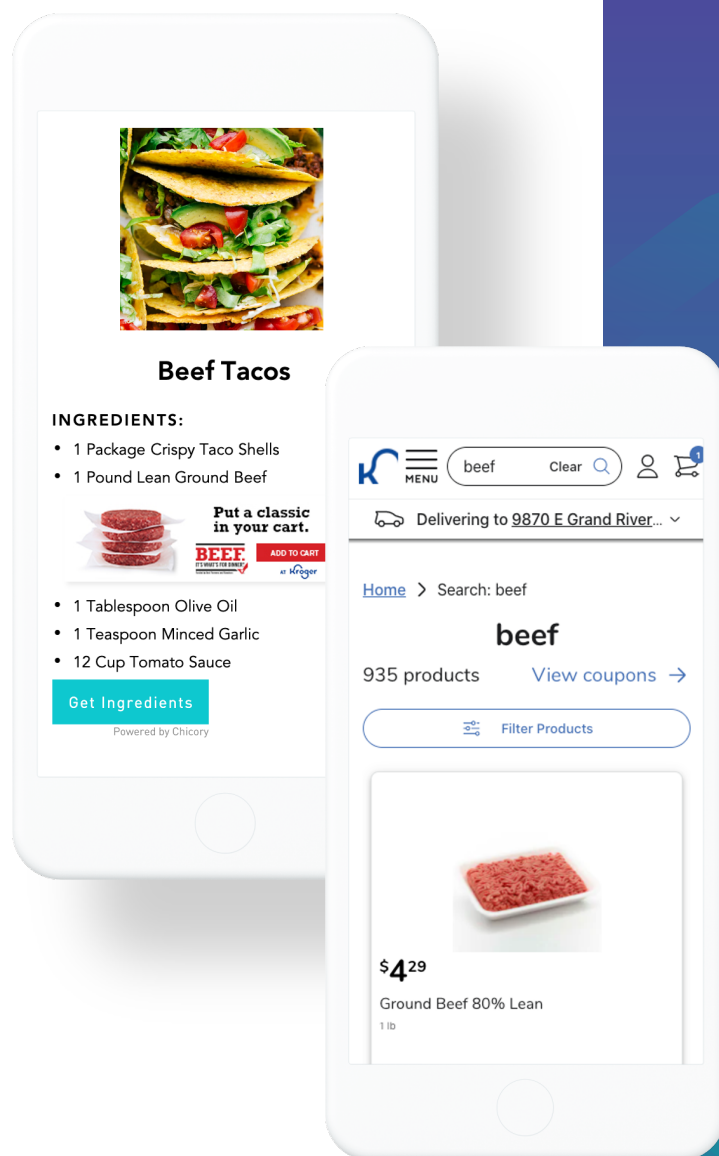 Beef Tacos
INGREDIENTS:
• 1 Package Crispy Taco Shells
• 1 Pound Lean Ground Beef
Put a classic
in your cart.
BEEF.
IT'S WHAT'S FOR DINNER.
ADD TO CART
AT Kroger
• 1 Tablespoon Olive Oil
• 1 Teaspoon Minced Garlic
• 12 Cup Tomato Sauce
Get Ingredients
Powered by Chicory
MENU
beef
Clear
1
Delivering to 9870 E Grand River...
Home > Search: beef
beef
935 products
View coupons →
Filter Products
$4 29
Ground Beef 80% Lean
1 lb